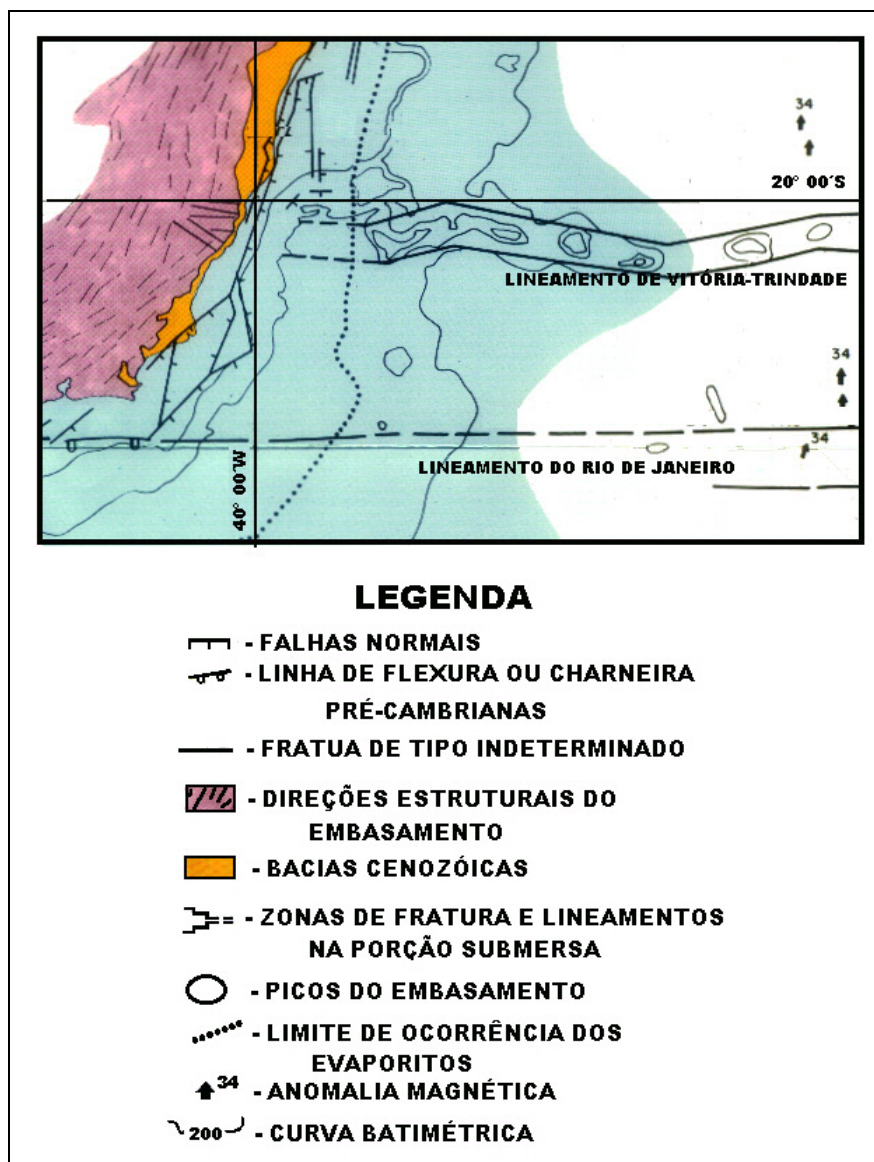 34
20° 00´S
LINEAMENTO DE VITÓRIA-TRINDADE
34
34
LINEAMENTO DO RIO DE JANEIRO
40° 00´W
LEGENDA
- FALHAS NORMAIS
- LINHA DE FLEXURA OU CHARNEIRA
PRÉ-CAMBRIANAS
- FRATUA DE TIPO INDETERMINADO
- DIREÇÕES ESTRUTURAIS DO
EMBASAMENTO
- BACIAS CENOZÓICAS
- ZONAS DE FRATURA E LINEAMENTOS
NA PORÇÃO SUBMERSA
- PICOS DO EMBASAMENTO
- LIMITE DE OCORRÊNCIA DOS
EVAPORITOS
34 - ANOMALIA MAGNÉTICA
200 - CURVA BATIMÉTRICA